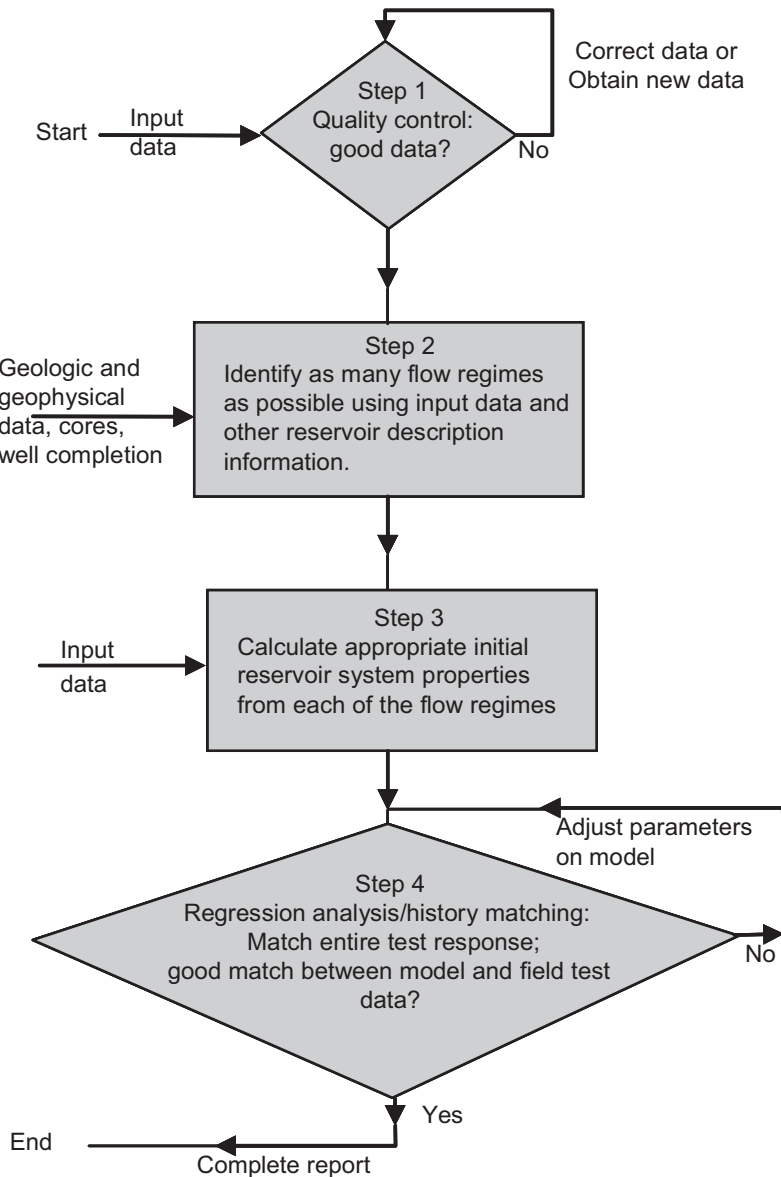 Correct data or
Obtain new data
Step 1
Quality control:
good data?
Start
Input
data
No
Step 2
Identify as many flow regimes
as possible using input data and
other reservoir description
information.
Geologic and
geophysical
data, cores,
well completion
Step 3
Calculate appropriate initial
reservoir system properties
from each of the flow regimes
Input
data
Adjust parameters
on model
Step 4
Regression analysis/history matching:
Match entire test response;
good match between model and field test
data?
No
Yes
End
Complete report